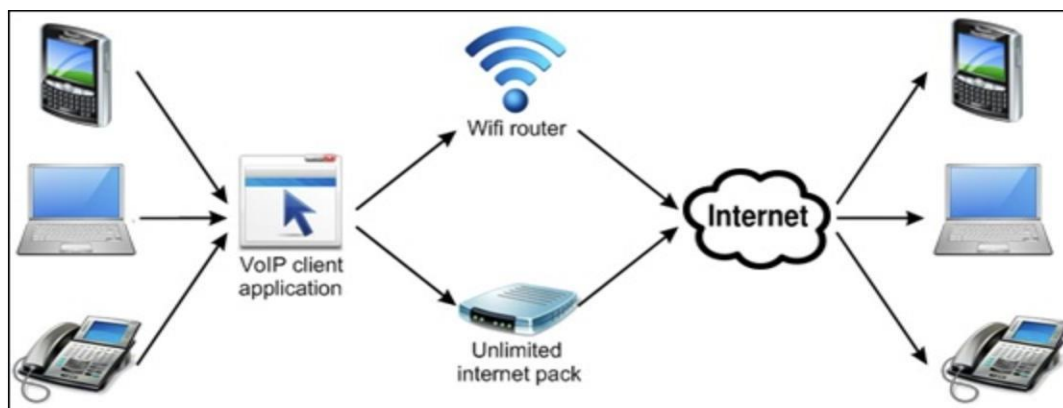 Wifi router
VoIP client
application
Internet
Unlimited
internet pack